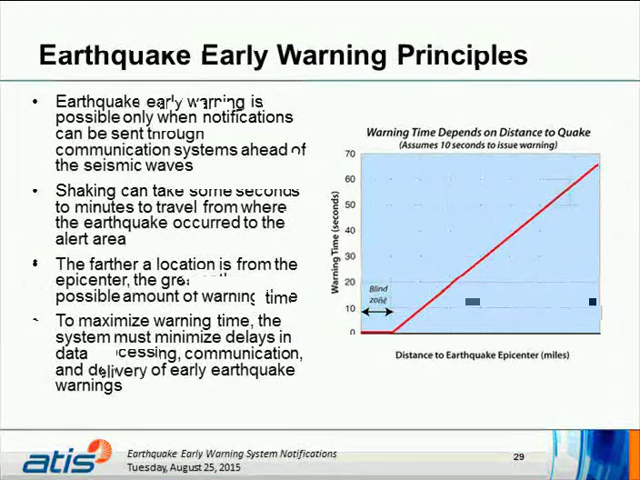 Earthquake Early Warning Principles
• Earthquake early warning is
possible only when notifications
can be sent through
communication systems ahead of
the seismic waves
• Shaking can take some seconds
to minutes to travel from where
the earthquake occurred to the
alert area
• The farther a location is from the
epicenter, the
possible amount of warning time
To maximize warning time, the
system must minimize delays in
data communication,
and delivery of early earthquake
warnings
Warning Time Depends on Distance to Quake
(Assumes 10 seconds to issue warning)
70
60
50
40
30
20
10
0
Warning Time (seconds)
Blind
zone
Distance to Earthquake Epicenter (miles)
atis
Earthquake Early Warning System Notifications
Tuesday, August 25, 2015
29